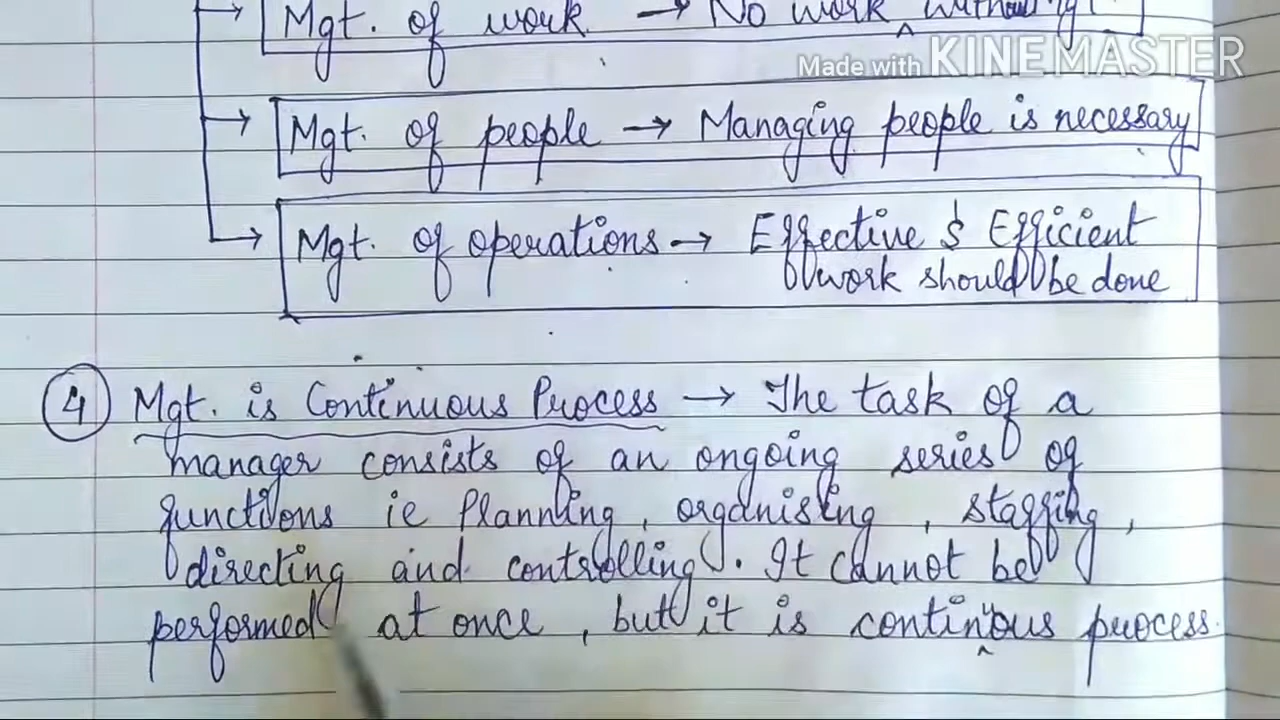 Mgt. of work → No work ^ without Mgt.
Made with KINEMASTER
Mgt. of people → Managing people is necessary
Mgt. of operations → Effective & Efficient
work should be done
4 Mgt. is Continuous Process → The task of a
manager consists of an ongoing series of
functions ie Planning, organising, staffing,
directing and controlling. It cannot be
performed at once, but it is continuous process.